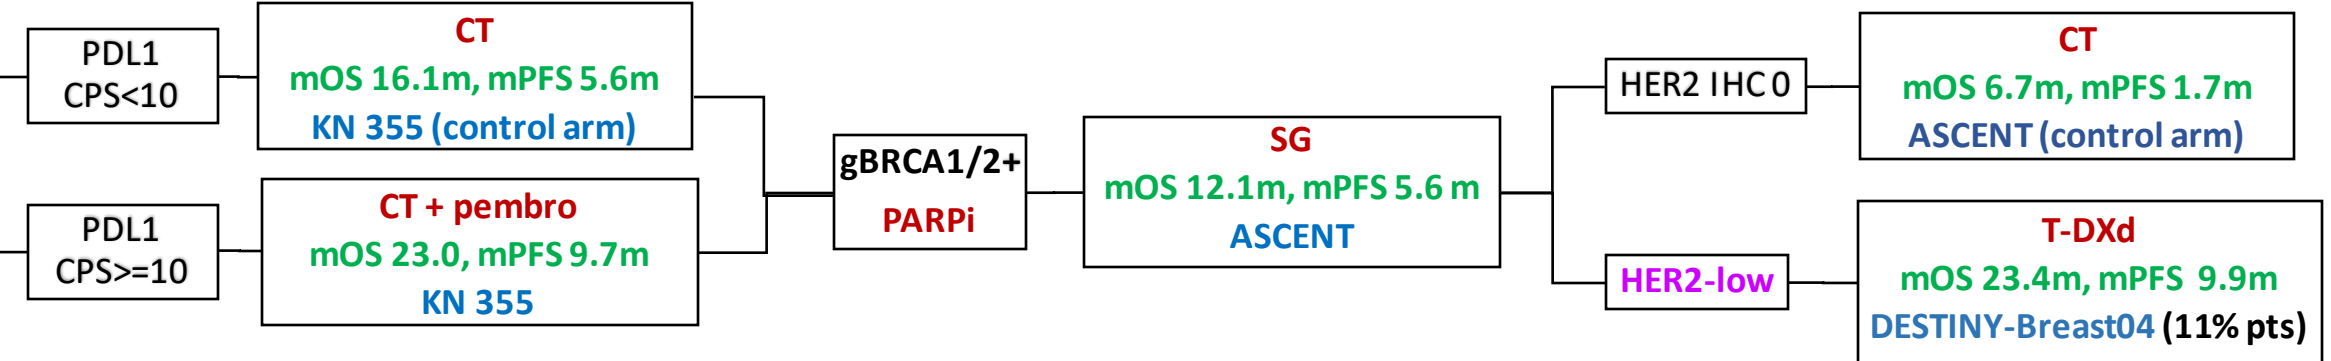 PDL1
CPS<10
CT
mOS 16.1m, mPFS 5.6m
KN 355 (control arm)
PDL1
CPS>=10
CT + pembro
mOS 23.0, mPFS 9.7m
KN 355
gBRCA1/2+
PARPi
SG
mOS 12.1m, mPFS 5.6 m
ASCENT
HER2 IHC 0
CT
mOS 6.7m, mPFS 1.7m
ASCENT (control arm)
HER2-low
T-DXd
mOS 23.4m, mPFS 9.9m
DESTINY-Breast04 (11% pts)